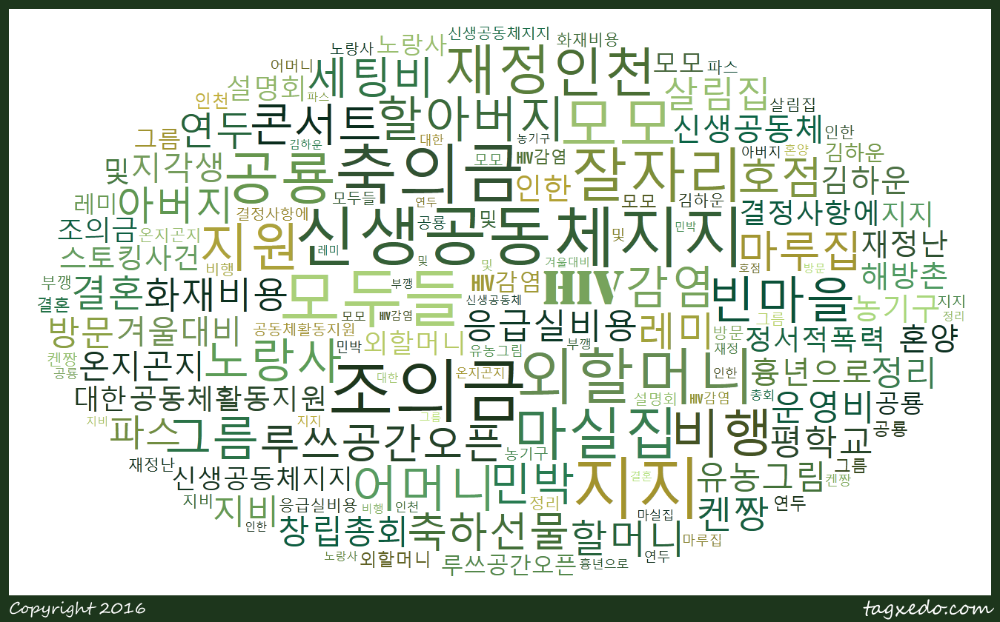 신생공동체지지
화재비용
노랑사
노랑사
어머니
세팅비
재정
인천
모모
파스
설명회
파스
살림집
살림집
인천
연두
콘서트
할아버지
모모
신생공동체
인한
그름
김하운
대한
농기구
아버지
혼양
김하운
및
지각생
공룡
축의금
모모
HIV감염
인한
잘자리
호점
김하운
레미
아버지
모두들
연두
모모
김하운
결정사항에
지지
조의금
온지곤지
결정사항에
지원
신생공동체지지
공룡
및
민박
및
마루집
재정난
스토킹사건
비행
레미
및
및
겨울대비
호점
방문
해방촌
부깽
결혼
결혼
화재비용
모두들
부깽
HIV감염
신생공동체
HIV감염
빈마을
농기구
지지
정리
방문
겨울대비
공동체활동지원
모모
HIV감염
응급실비용
레미
그름
방문
정서적폭력
혼양
켄짱
공룡
온지곤지
노랑사
민박
외할머니
유농그림
부깽
재정
대한
조의금
온지곤지
외할머니
인한
흉년으로
정리
대한
공동체활동지원
설명회
HIV감염
총회
운영비
공룡
지비
파스
그름
지지
루쓰공간오픈
그름
마실집
비행
평학교
공룡
농기구
재정난
신생공동체지지
어머니
민박
지지
결혼
유농그림
그름
켄짱
지비
지비
응급실비용
비행
인천
정리
마실집
켄짱
연두
인한
창립총회
축하선물
할머니
마루집
노랑사
외할머니
루쓰공간오픈
흉년으로
연두
Copyright 2016
tagxedo.com